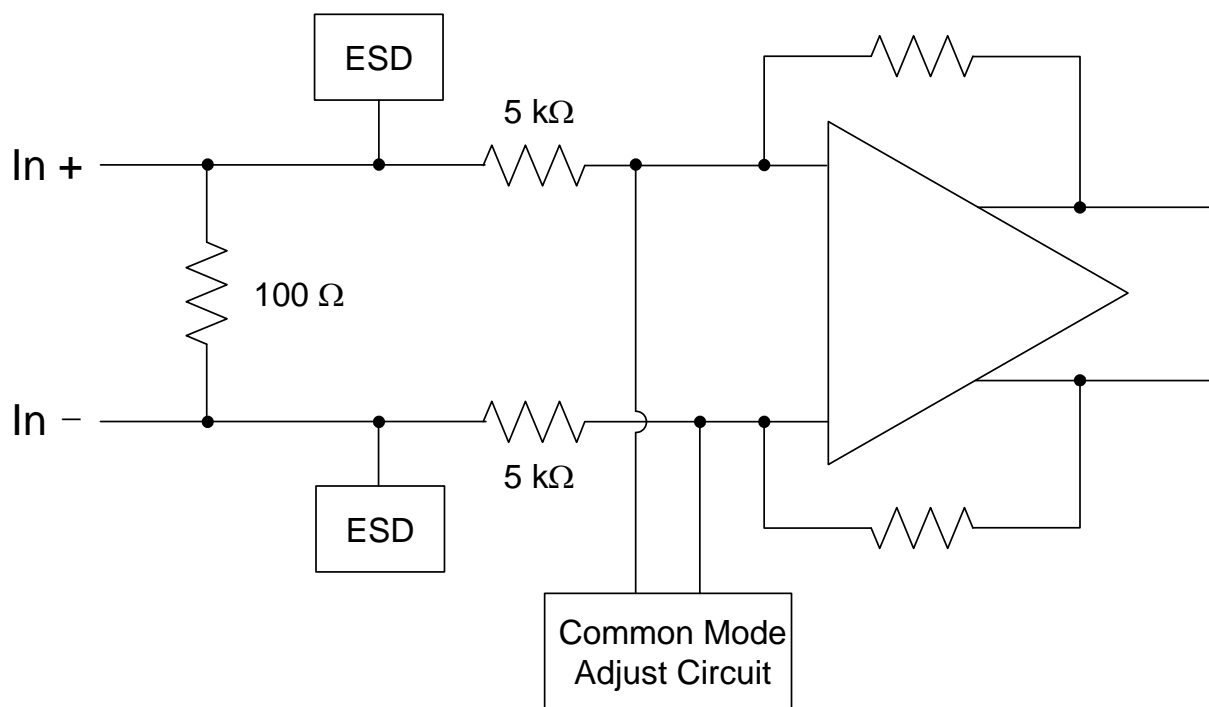 ESD
5 kΩ
In +
100 Ω
In −
5 kΩ
ESD
Common Mode
Adjust Circuit